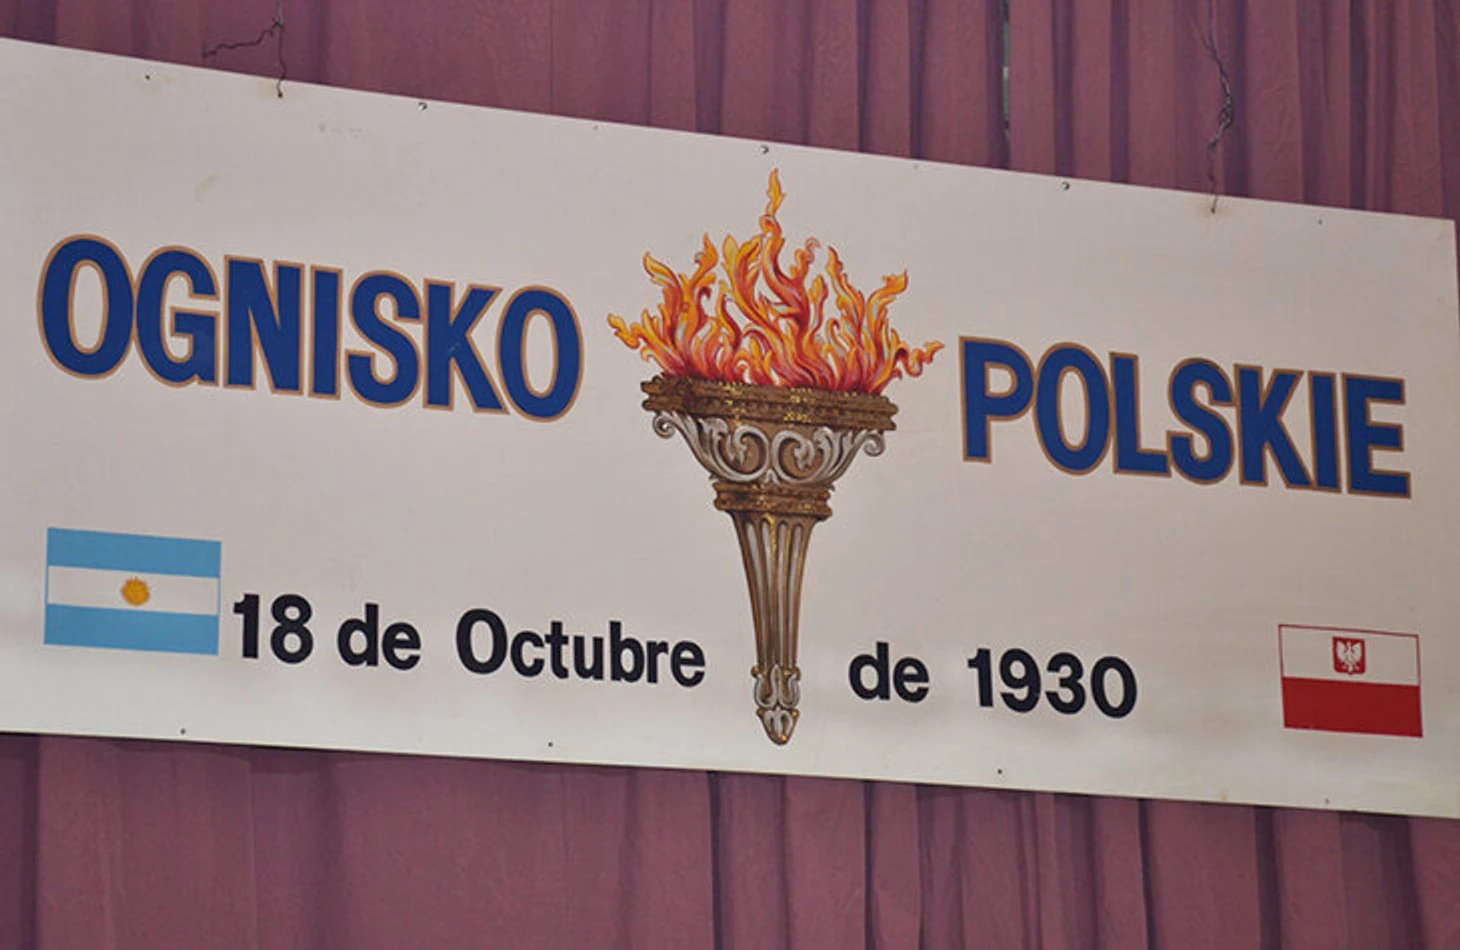 OGNISKO POLSKIE
18 de Octubre de 1930